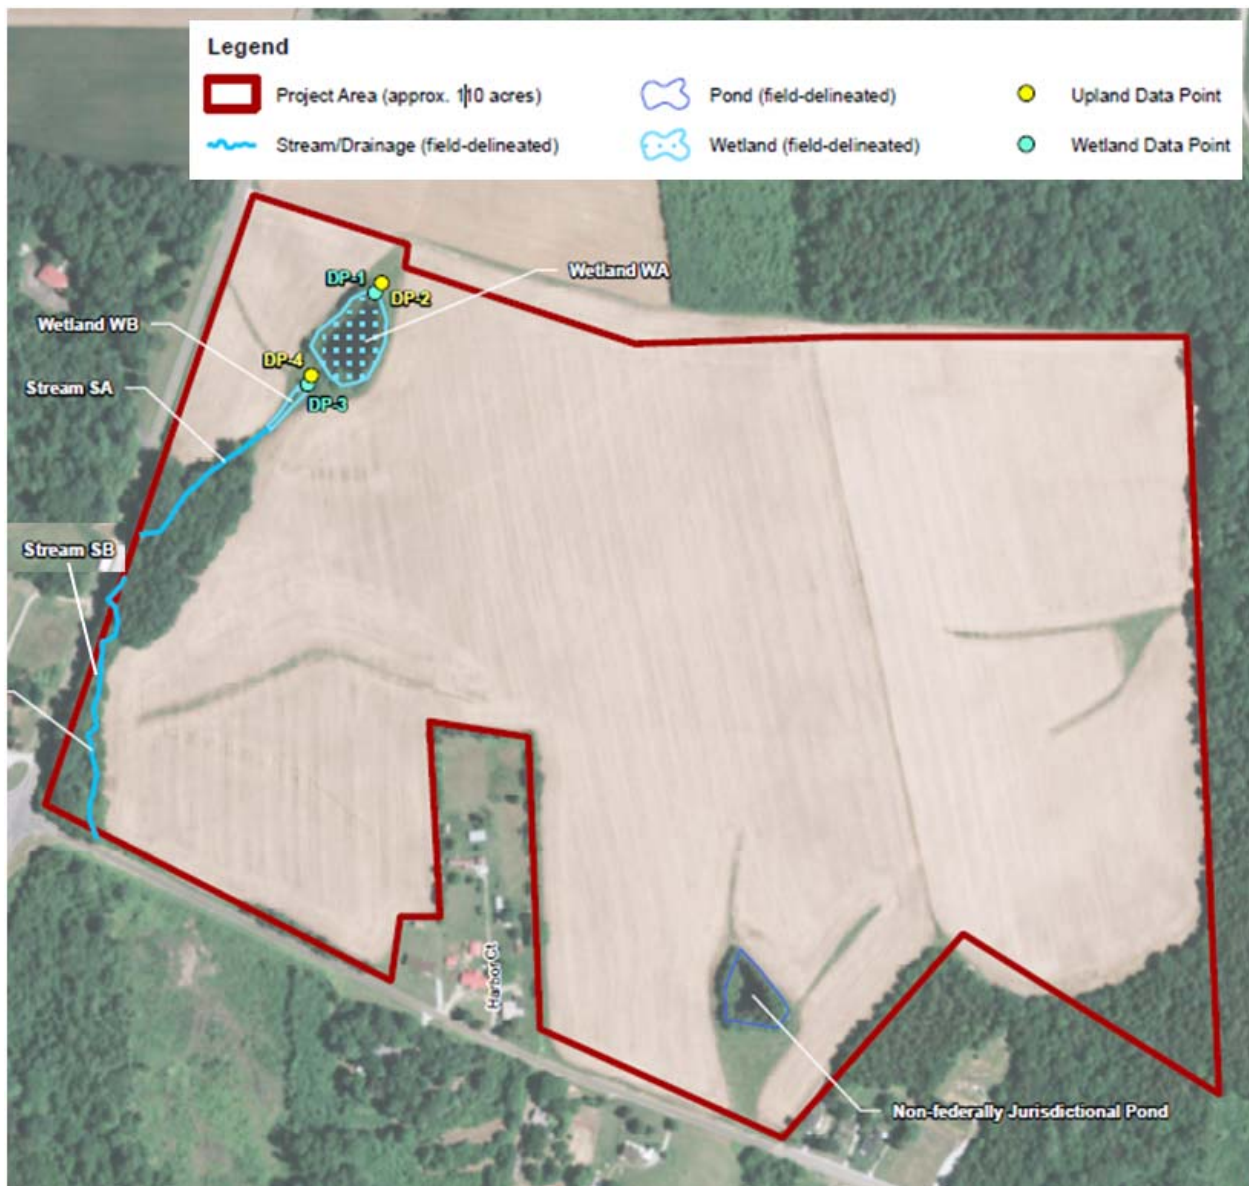 Legend
Project Area (approx. 110 acres)
Pond (field-delineated)
Upland Data Point
Stream/Drainage (field-delineated)
Wetland (field-delineated)
Wetland Data Point
Wetland WA
DP-1
DP-2
Wetland WB
DP-4
Stream SA
DP-3
Stream SB
Harbor Ct
Non-federally Jurisdictional Pond